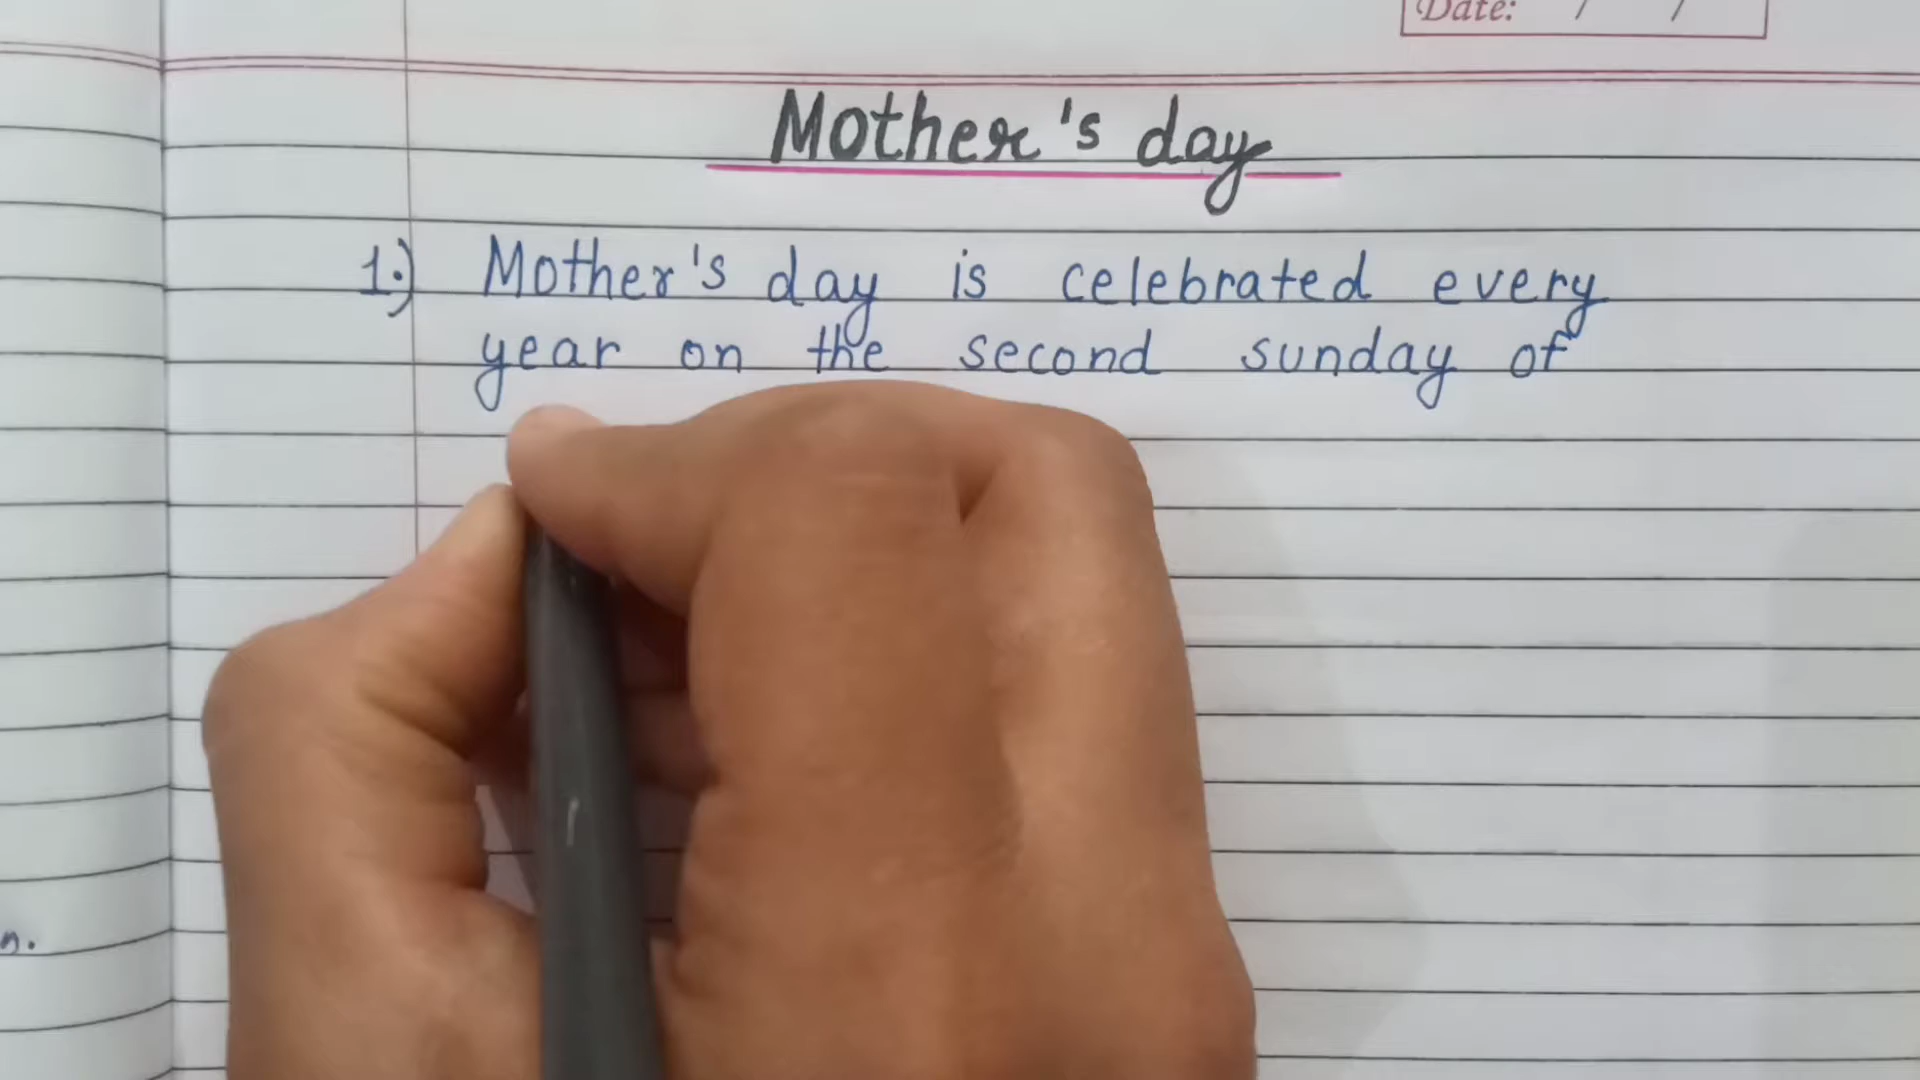 Date: / /
Mother's day
1.) Mother's day is celebrated every
year on the second sunday of
n.